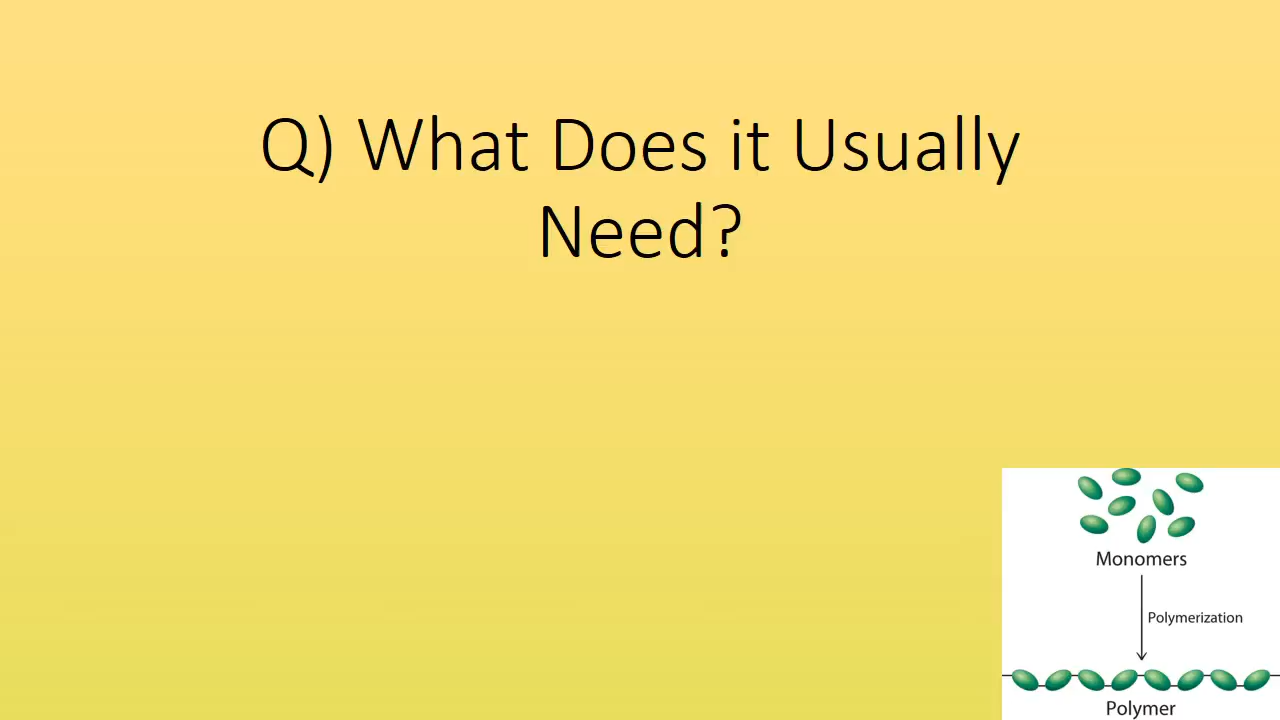 Q) What Does it Usually
Need?
Monomers
Polymerization
Polymer